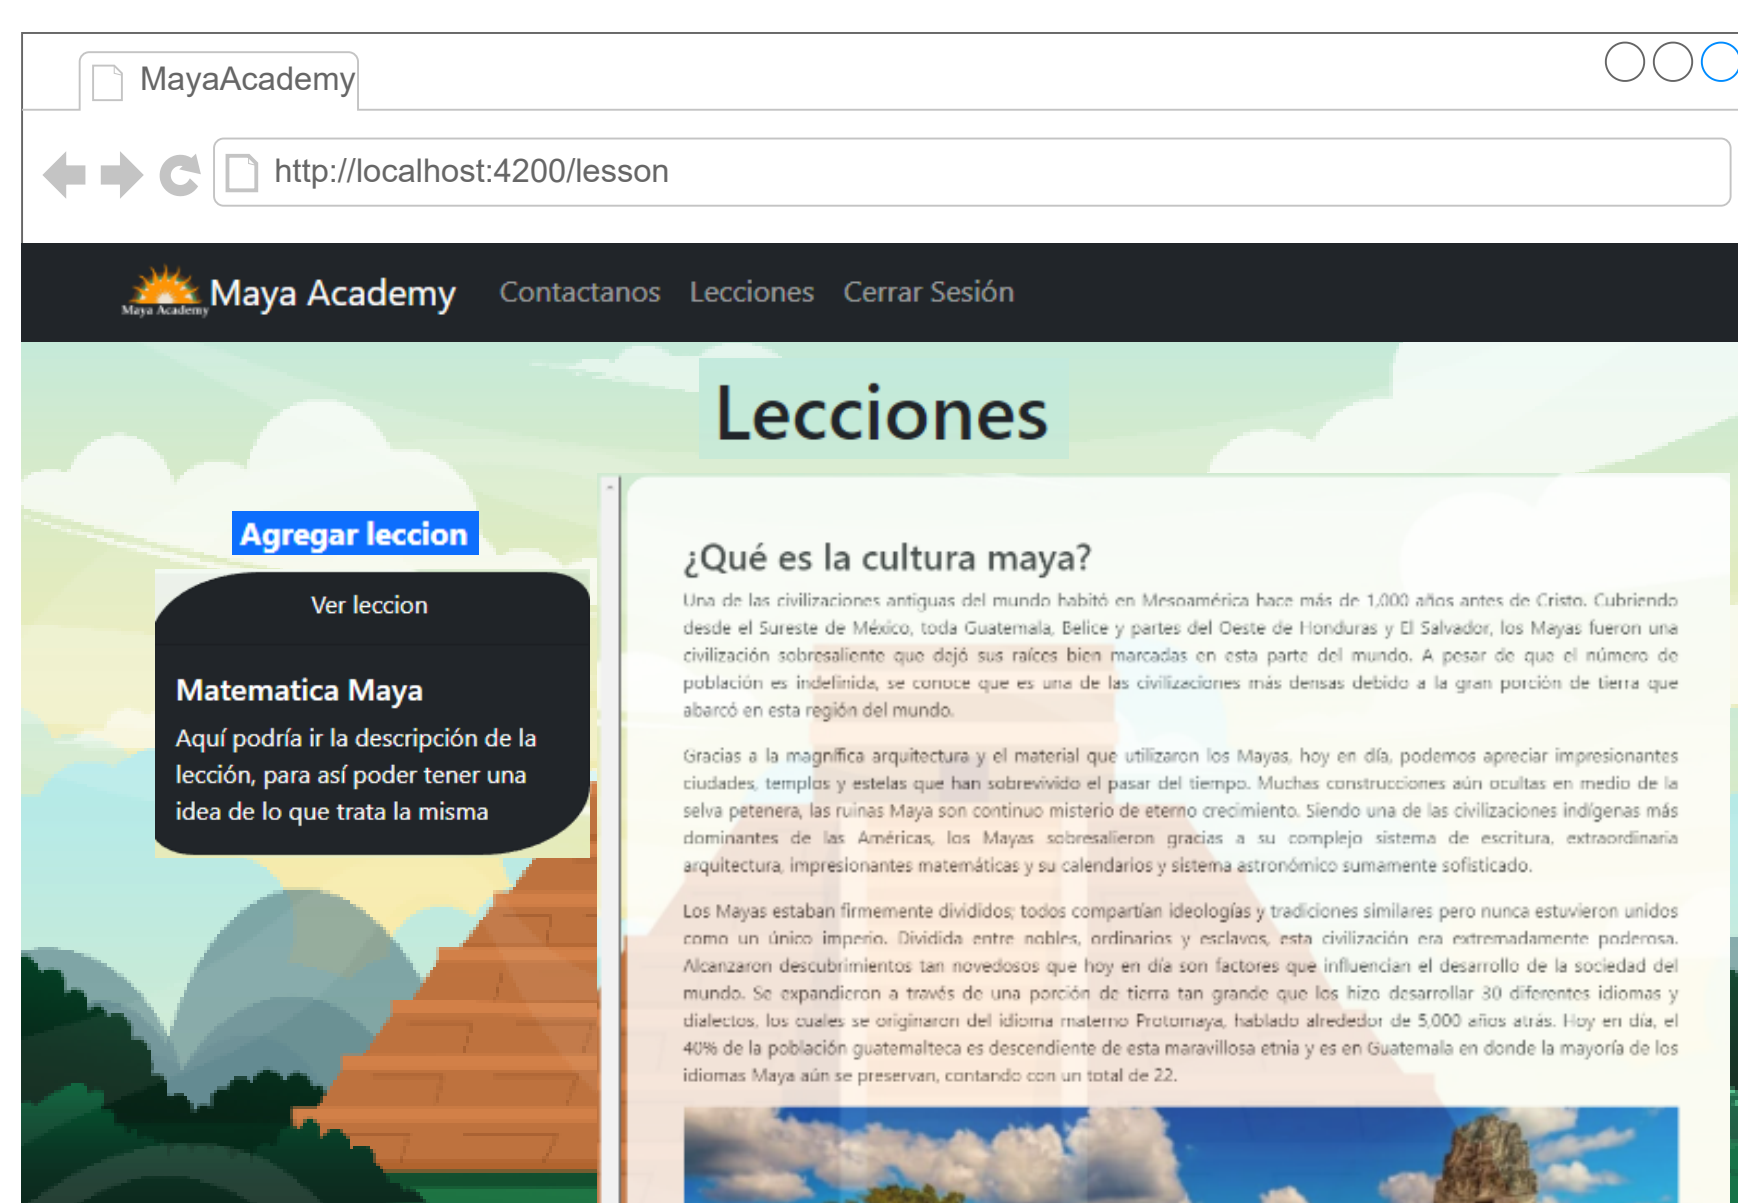 MayaAcademy
http://localhost:4200/lesson
Maya Academy
Maya Academy Contactanos Lecciones Cerrar Sesión
Lecciones
Agregar leccion
Ver leccion
Matematica Maya
Aquí podría ir la descripción de la
lección, para así poder tener una
idea de lo que trata la misma
¿Qué es la cultura maya?
Una de las civilizaciones antiguas del mundo habitó en Mesoamérica hace más de 1,000 años antes de Cristo. Cubriendo
desde el Sureste de México, toda Guatemala, Belice y partes del Oeste de Honduras y El Salvador, los Mayas fueron una
civilización sobresaliente que dejó sus raíces bien marcadas en esta parte del mundo. A pesar de que el número de
población es indefinida, se conoce que es una de las civilizaciones más densas debido a la gran porción de tierra que
abarcó en esta región del mundo.
Gracias a la magnífica arquitectura y el material que utilizaron los Mayas, hoy en día, podemos apreciar impresionantes
ciudades, templos y estelas que han sobrevivido el pasar del tiempo. Muchas construcciones aún ocultas en medio de la
selva petenera, las ruinas Maya son continuo misterio de eterno crecimiento. Siendo una de las civilizaciones indígenas más
dominantes de las Américas, los Mayas sobresalieron gracias a su complejo sistema de escritura, extraordinaria
arquitectura, impresionantes matemáticas y su calendarios y sistema astronómico sumamente sofisticado.
Los Mayas estaban firmemente divididos; todos compartían ideologías y tradiciones similares pero nunca estuvieron unidos
como un único imperio. Dividida entre nobles, ordinarios y esclavos, esta civilización era extremadamente poderosa.
Alcanzaron descubrimientos tan novedosos que hoy en día son factores que influencian el desarrollo de la sociedad del
mundo. Se expandieron a través de una porción de tierra tan grande que los hizo desarrollar 30 diferentes idiomas y
dialectos, los cuales se originaron del idioma materno Protomaya, hablado alrededor de 5,000 años atrás. Hoy en día, el
40% de la población guatemalteca es descendiente de esta maravillosa etnia y es en Guatemala en donde la mayoría de los
idiomas Maya aún se preservan, contando con un total de 22.